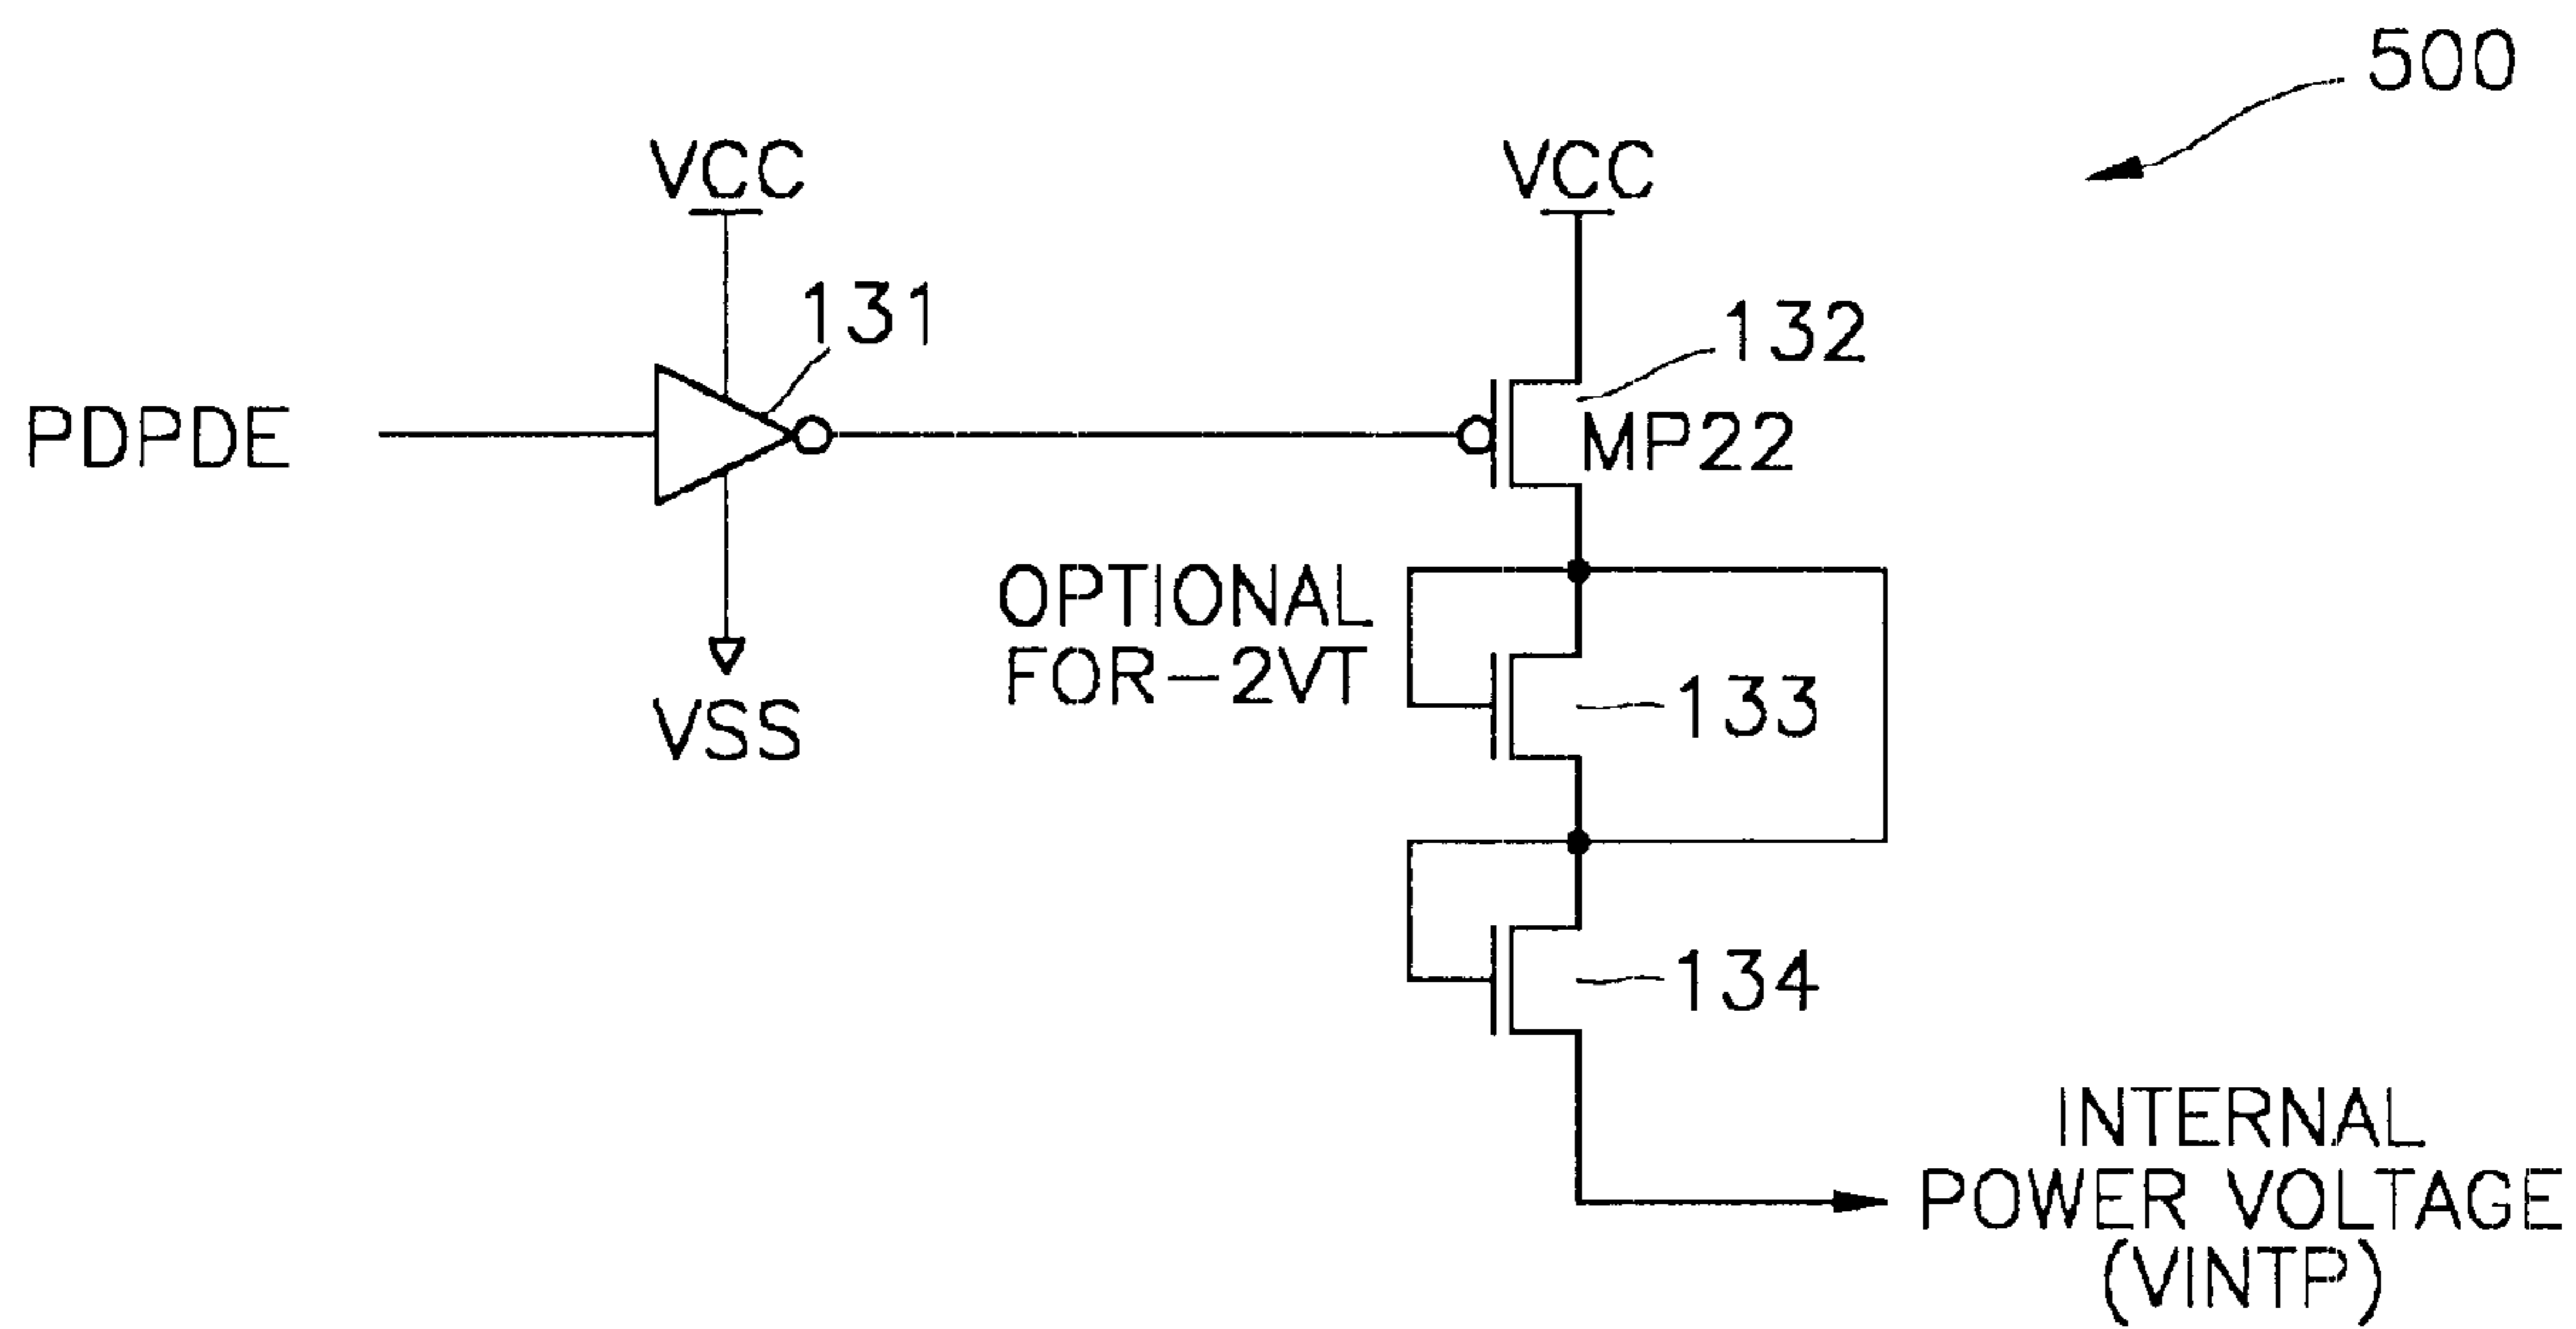 500
VCC
VCC
131
132
PDPDE
MP22
OPTIONAL
FOR-2VT
133
VSS
134
INTERNAL
POWER VOLTAGE
(VINTP)